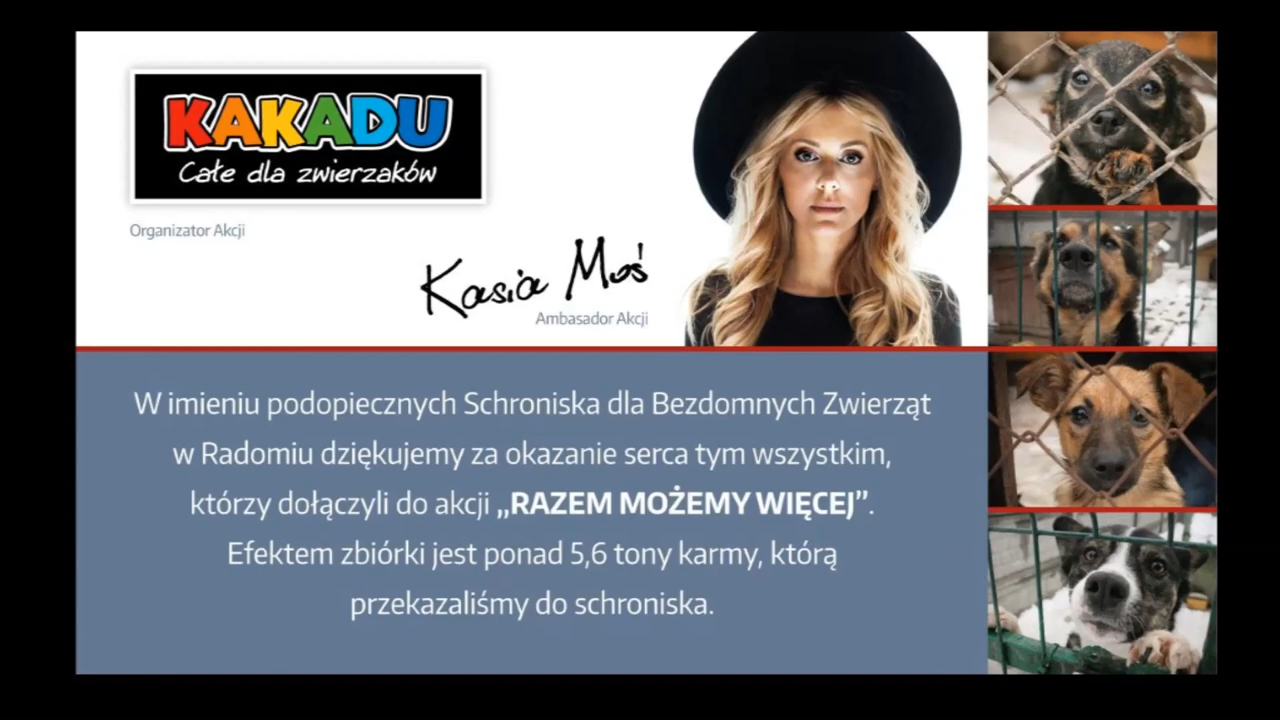 KAKADU
Całe dla zwierzaków
Organizator Akcji
Kasia Moś
Ambasador Akcji
W imieniu podopiecznych Schroniska dla Bezdomnych Zwierząt
w Radomiu dziękujemy za okazanie serca tym wszystkim,
którzy dołączyli do akcji „RAZEM MOŻEMY WIĘCEJ”.
Efektem zbiórki jest ponad 5,6 tony karmy, którą
przekazaliśmy do schroniska.